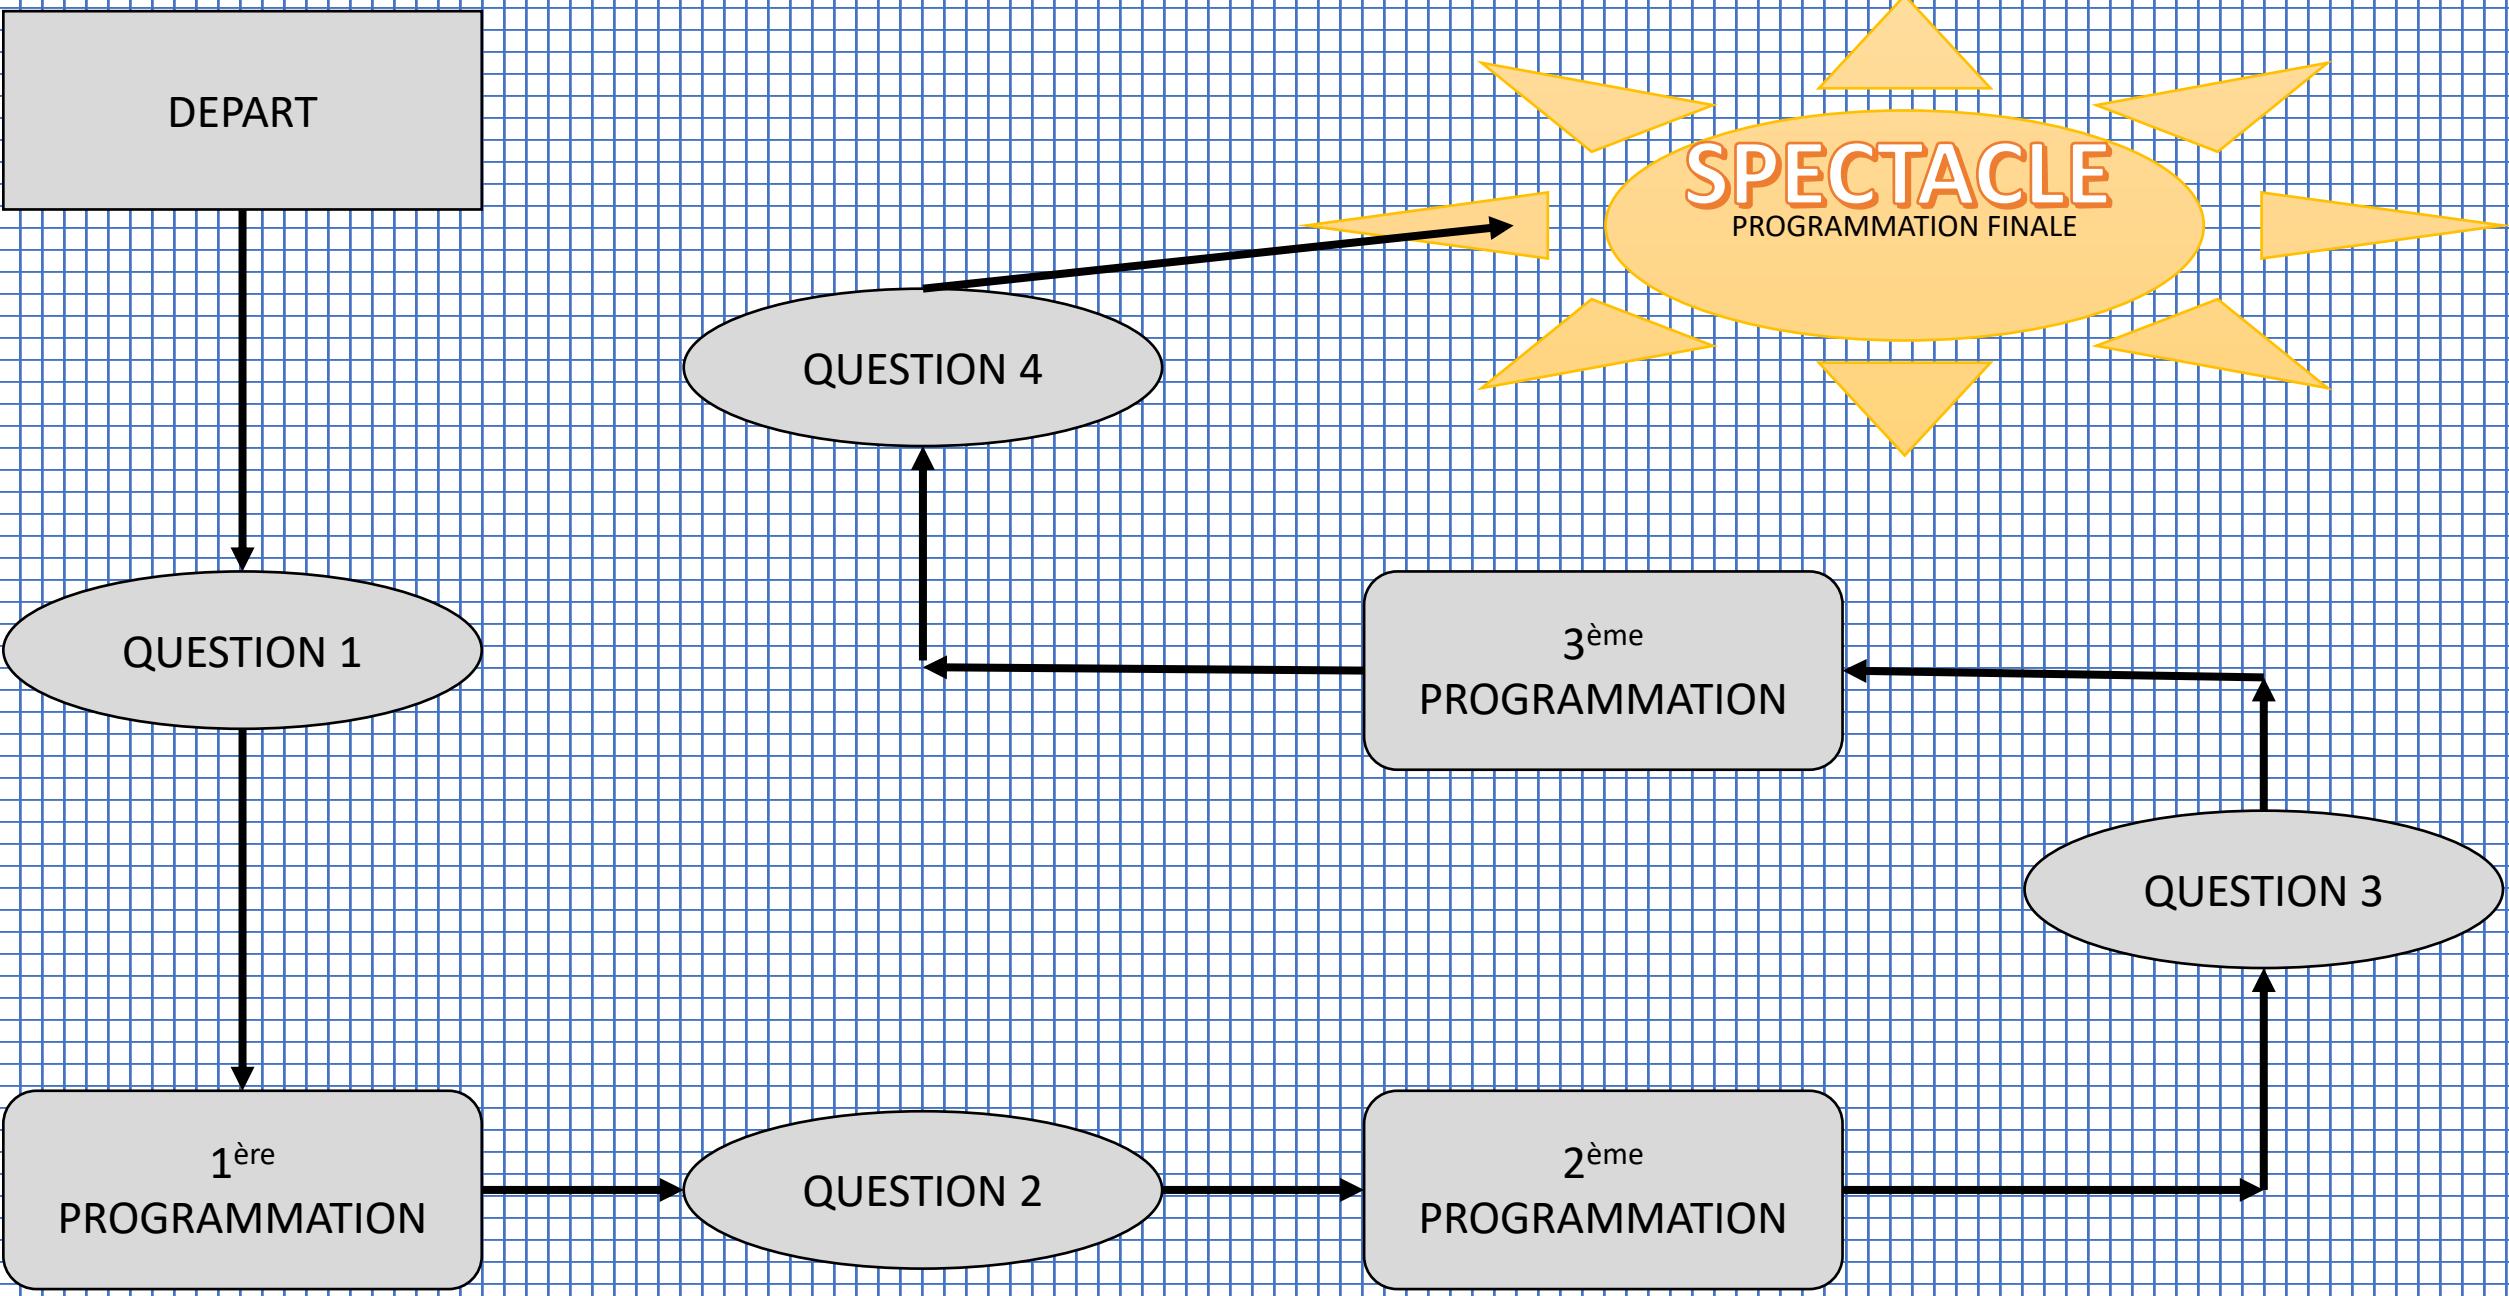 DEPART
SPECTACLE
PROGRAMMATION FINALE
QUESTION 4
QUESTION 1
3ème
PROGRAMMATION
QUESTION 3
1ère
PROGRAMMATION
QUESTION 2
2ème
PROGRAMMATION